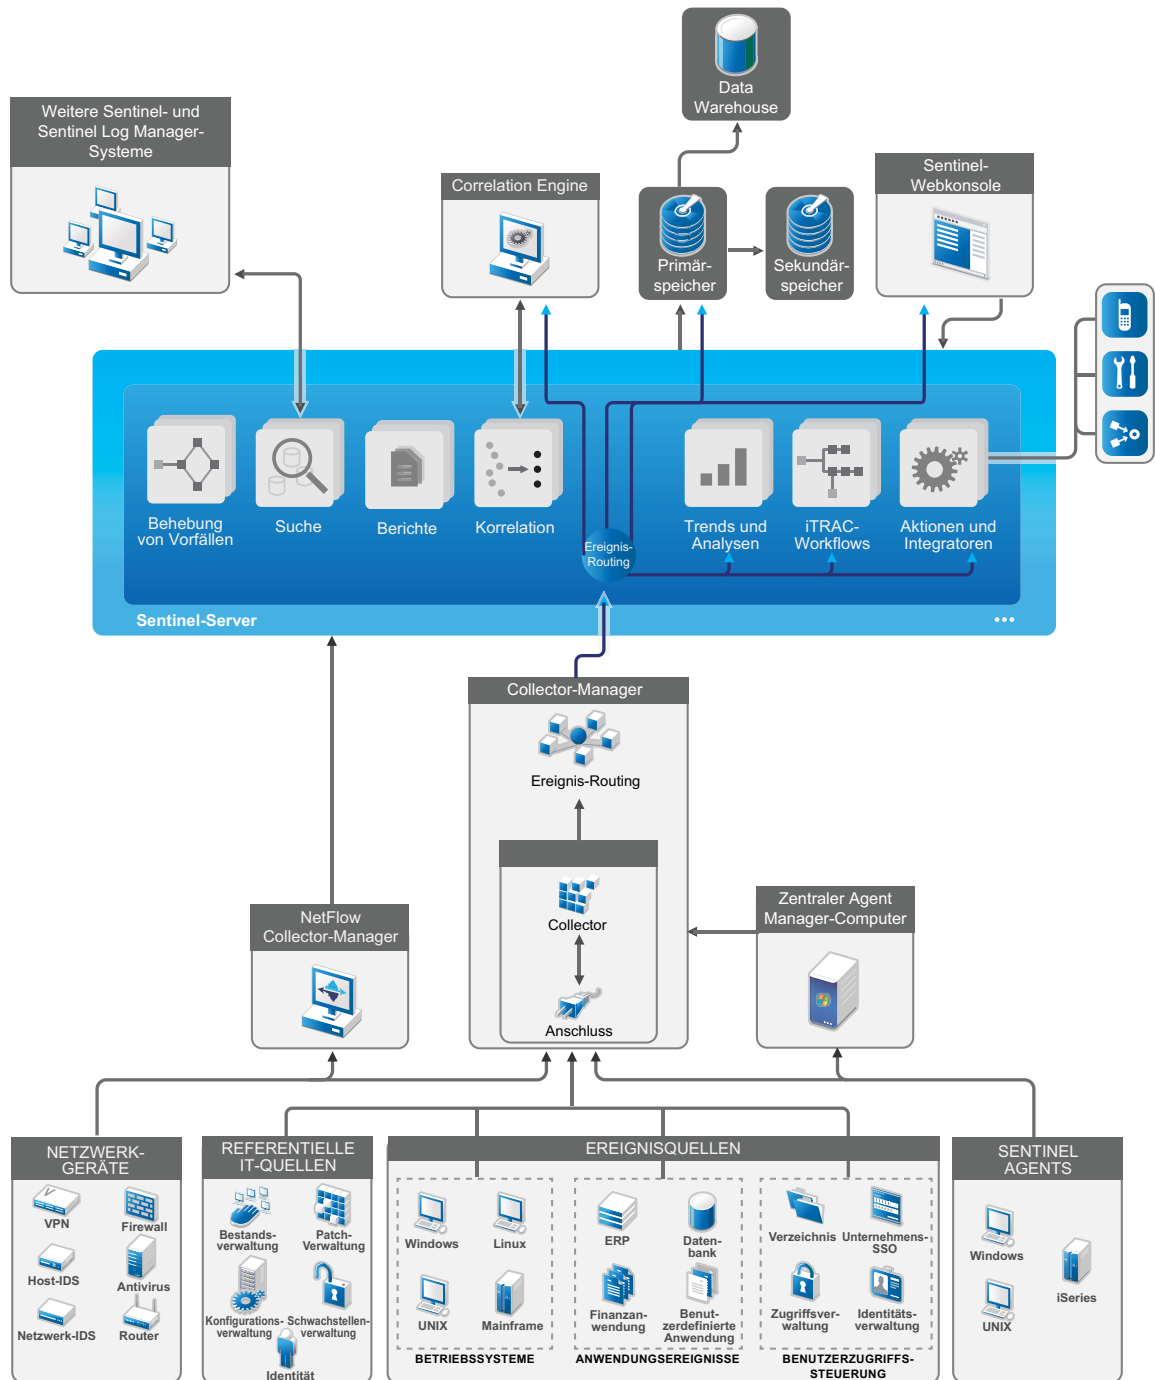 Data
Warehouse
Weitere Sentinel- und
Sentinel Log Manager-
Systeme
Correlation Engine
Primär-
speicher
Sekundär-
speicher
Sentinel-
Webkonsole
Behebung
von Vorfällen
Suche
Berichte
Korrelation
Ereignis-
Routing
Trends und
Analysen
iTRAC-
Workflows
Aktionen und
Integratoren
Sentinel-Server
Collector-Manager
Ereignis-Routing
Collector
Anschluss
NetFlow
Collector-Manager
Zentraler Agent
Manager-Computer
NETZWERK-
GERÄTE
VPN
Firewall
Host-IDS
Antivirus
Netzwerk-IDS
Router
REFERENTIELLE
IT-QUELLEN
Bestands-
verwaltung
Patch-
Verwaltung
Konfigurations-
verwaltung
Schwachstellen-
verwaltung
Identität
EREIGNISQUELLEN
Windows
Linux
UNIX
Mainframe
BETRIEBSSYSTEME
ERP
Daten-
bank
Finanzan-
wendung
Benut-
zerdefinierte
Anwendung
ANWENDUNGSEREIGNISSE
Verzeichnis
Unternehmens-
SSO
Zugriffsver-
waltung
Identitäts-
verwaltung
BENUTZERZUGRIFFS-
STEUERUNG
SENTINEL
AGENTS
Windows
iSeries
UNIX